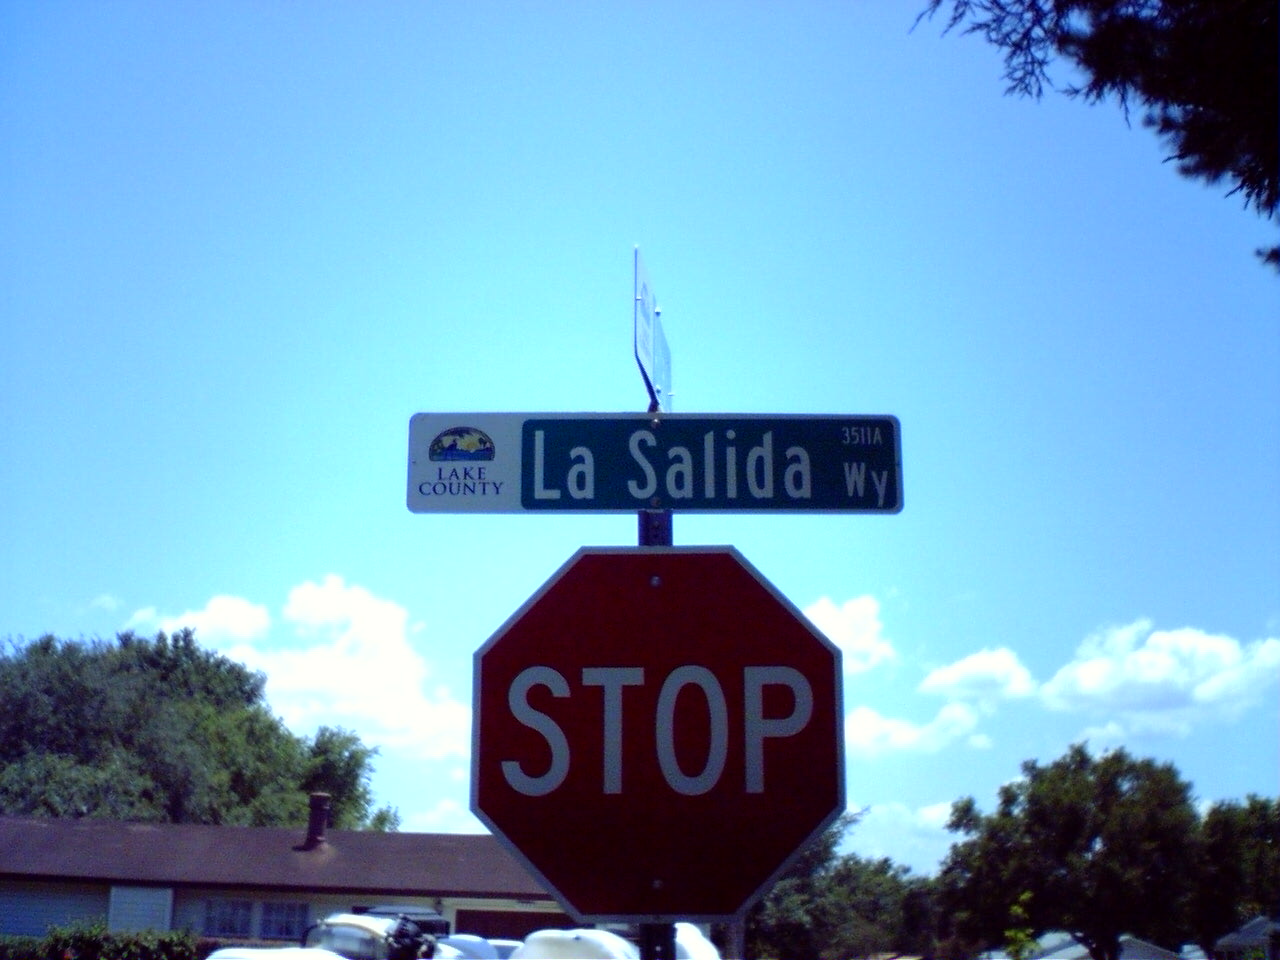 LAKE
COUNTY
La Salida
3511A
Wy
STOP